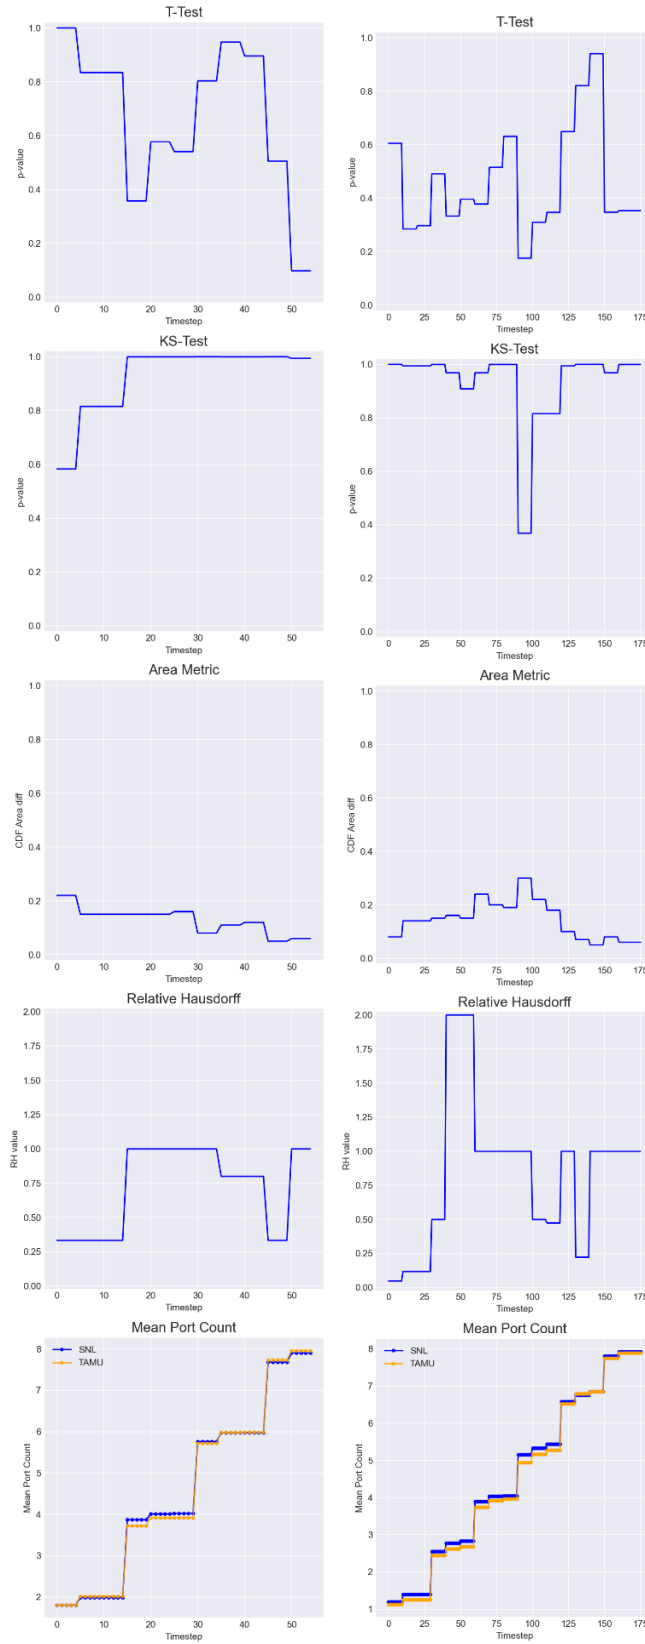 T-Test
1.0
0.8
0.6
0.4
0.2
0.0
p-value
0 10 20 30 40 50
Timestep
T-Test
1.0
0.8
0.6
0.4
0.2
0.0
p-value
0 25 50 75 100 125 150 175
Timestep
KS-Test
1.0
0.8
0.6
0.4
0.2
0.0
p-value
0 10 20 30 40 50
Timestep
KS-Test
1.0
0.8
0.6
0.4
0.2
0.0
p-value
0 25 50 75 100 125 150 175
Timestep
Area Metric
1.0
0.8
0.6
0.4
0.2
0.0
CDF Area diff
0 10 20 30 40 50
Timestep
Area Metric
1.0
0.8
0.6
0.4
0.2
0.0
CDF Area diff
0 25 50 75 100 125 150 175
Timestep
Relative Hausdorff
2.00
1.75
1.50
1.25
1.00
0.75
0.50
0.25
0.00
RH value
0 10 20 30 40 50
Timestep
Relative Hausdorff
2.00
1.75
1.50
1.25
1.00
0.75
0.50
0.25
0.00
RH value
0 25 50 75 100 125 150 175
Timestep
Mean Port Count
SNL
TAMU
8
7
6
5
4
3
2
Mean Port Count
0 10 20 30 40 50
Timestep
Mean Port Count
SNL
TAMU
8
7
6
5
4
3
2
1
Mean Port Count
0 25 50 75 100 125 150 175
Timestep